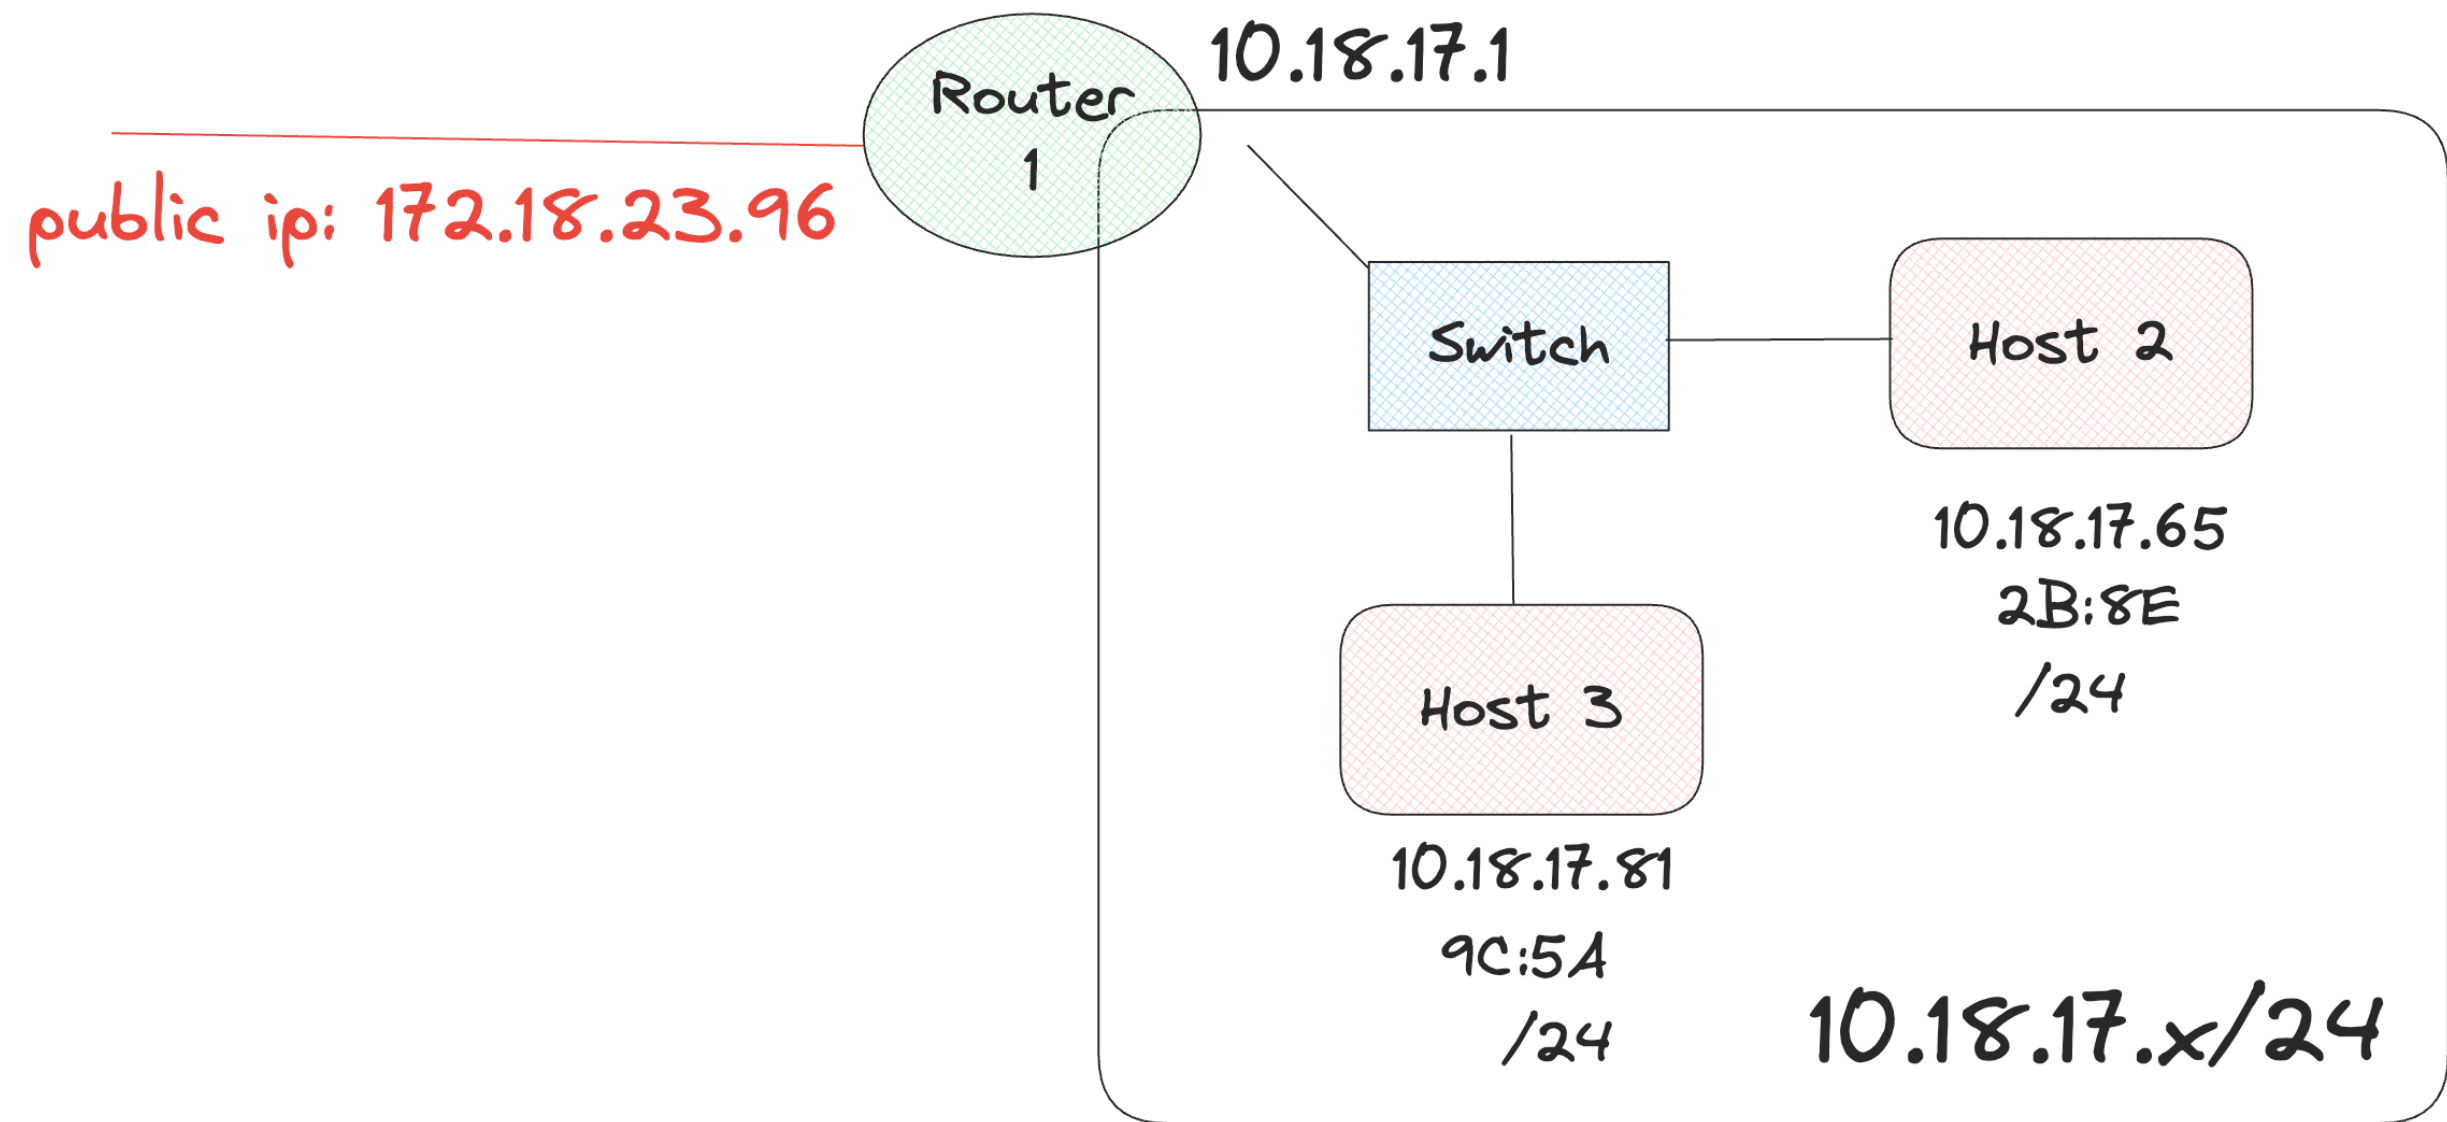 10.18.17.1
Router
1
public ip: 172.18.23.96
Switch
Host 2
10.18.17.65
2B:8E
/24
Host 3
10.18.17.81
9C:5A
/24
10.18.17.x/24